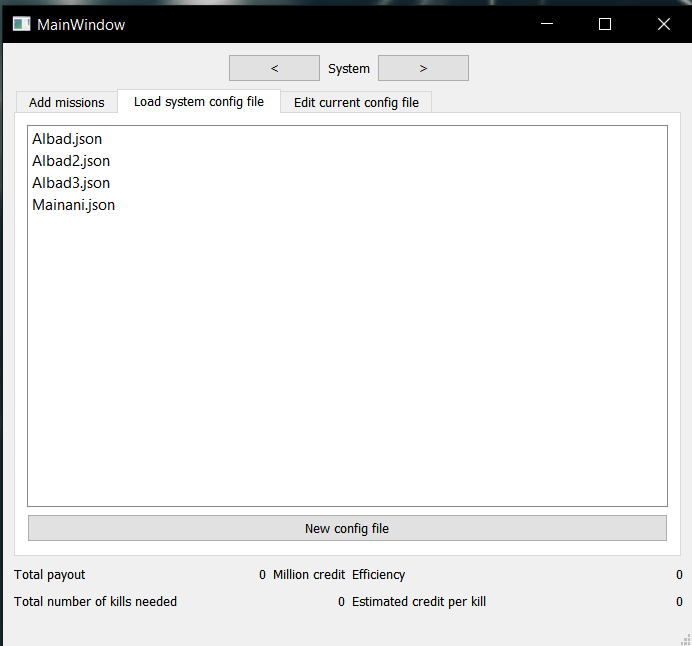 MainWindow
< System >
Add missions Load system config file Edit current config file
Albad.json
Albad2.json
Albad3.json
Mainani.json
New config file
Total payout 0 Million credit Efficiency 0
Total number of kills needed 0 Estimated credit per kill 0